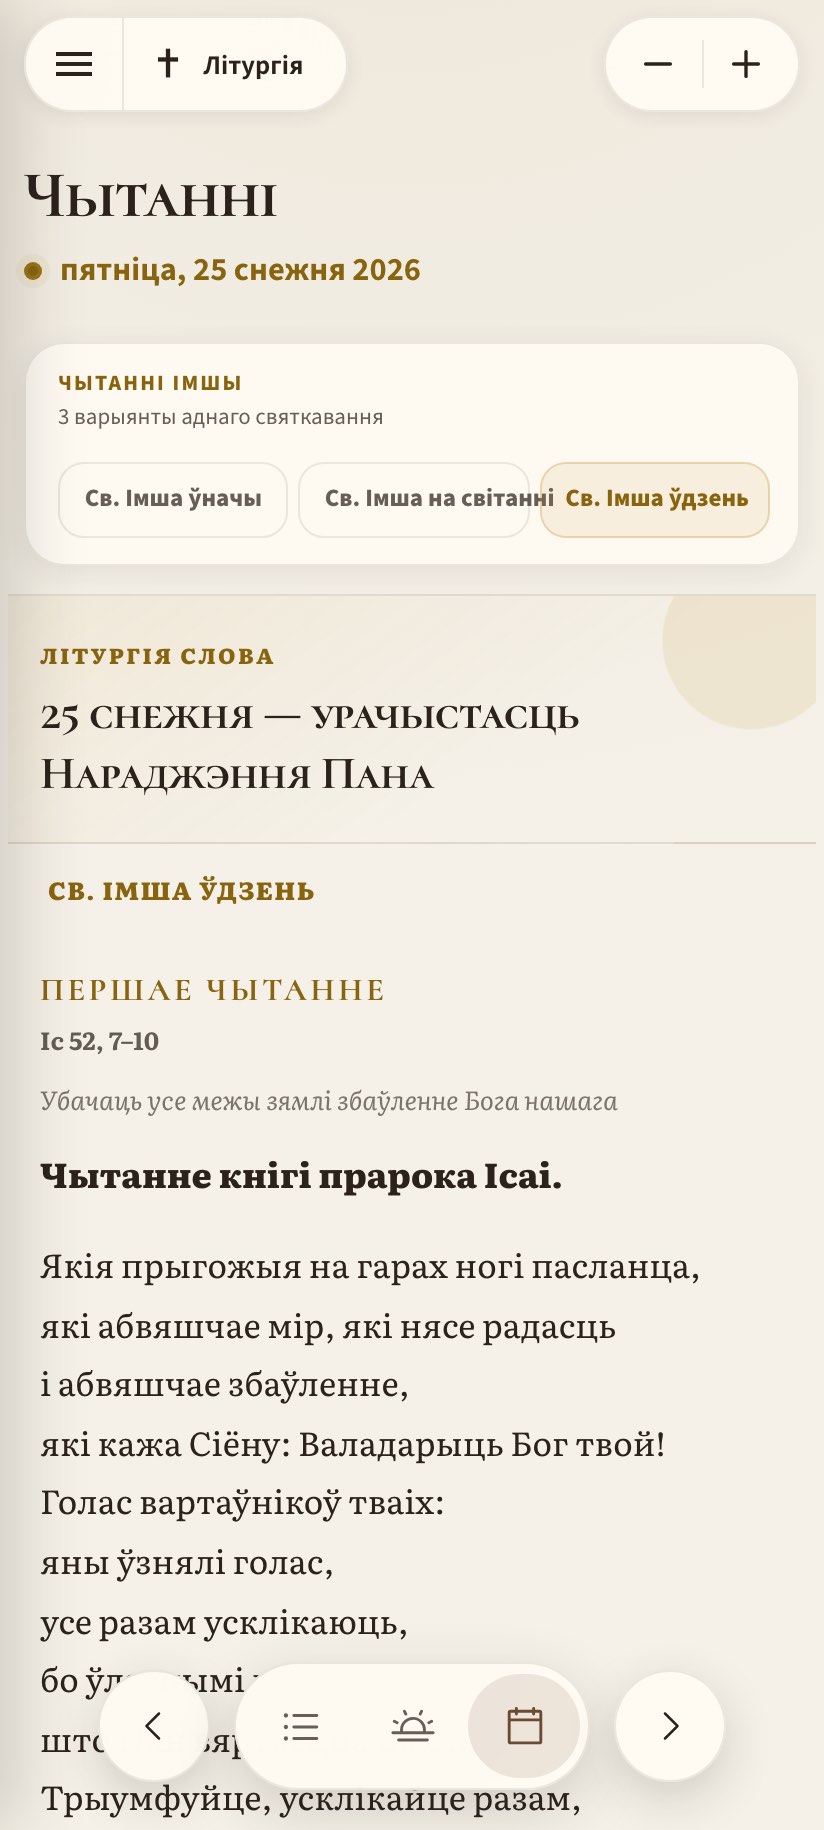 Літургія
Чытанні
пятніца, 25 снежня 2026
ЧЫТАННІ ІМШЫ
3 варыянты аднаго святкавання
Св. Імша ўначы
Св. Імша на світанні
Св. Імша ўдзень
ЛІТУРГІЯ СЛОВА
25 снежня — урачыстасць
Нараджэння Пана
СВ. ІМША ЎДЗЕНЬ
ПЕРШАЕ ЧЫТАННЕ
Іс 52, 7–10
Убачаць усе межы зямлі збаўленне Бога нашага
Чытанне кнігі прарока Ісаі.
Якія прыгожыя на гарах ногі пасланца,
які абвяшчае мір, які нясе радасць
і абвяшчае збаўленне,
які кажа Сіёну: Валадарыць Бог твой!
Голас вартаўнікоў тваіх:
яны ўзнялі голас,
усе разам усклікаюць,
бо
Трыумфуйце, усклікайце разам,